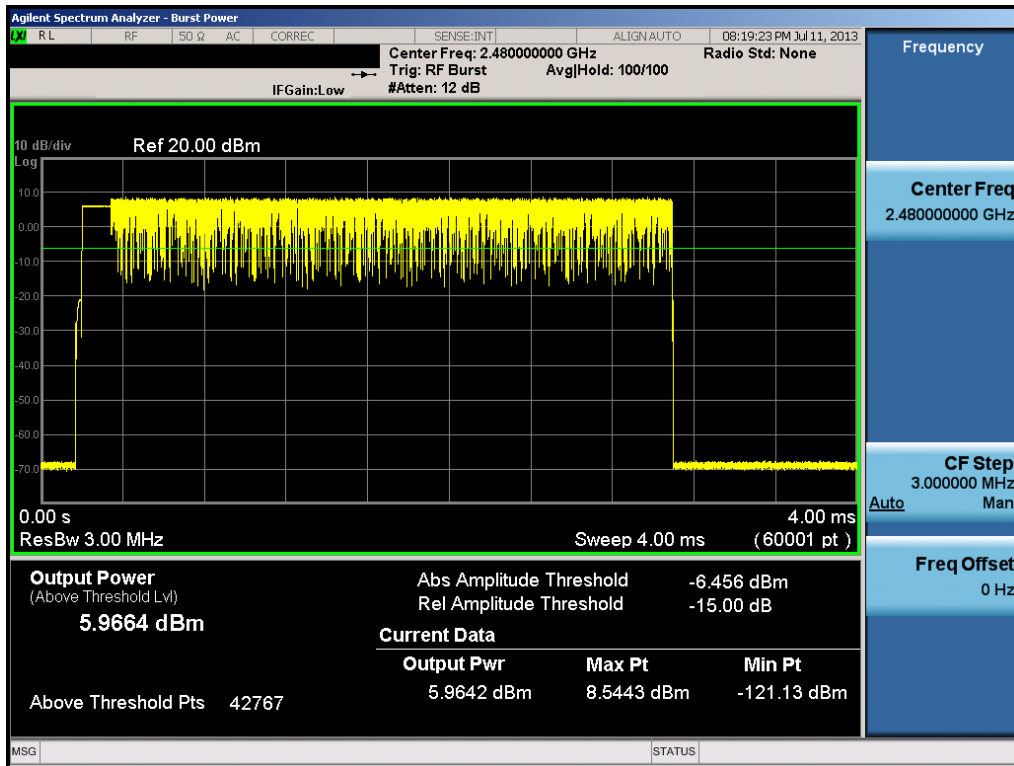 Agilent Spectrum Analyzer - Burst Power
LXI RL RF 50 Ω AC CORREC SENSE:INT ALIGNAUTO 08:19:23 PM Jul 11, 2013
Center Freq: 2.480000000 GHz Radio Std: None
Trig: RF Burst Avg|Hold: 100/100
IFGain:Low #Atten: 12 dB
10 dB/div Ref 20.00 dBm
Log
10.0
0.00
-10.0
-20.0
-30.0
-40.0
-50.0
-60.0
-70.0
0.00 s 4.00 ms
ResBw 3.00 MHz Sweep 4.00 ms (60001 pt)
Output Power
(Above Threshold Lvl)
5.9664 dBm
Above Threshold Pts 42767
Abs Amplitude Threshold -6.456 dBm
Rel Amplitude Threshold -15.00 dB
Current Data
Output Pwr Max Pt Min Pt
5.9642 dBm 8.5443 dBm -121.13 dBm
MSG STATUS
Frequency
Center Freq
2.480000000 GHz
CF Step
3.000000 MHz
Auto Man
Freq Offset
0 Hz